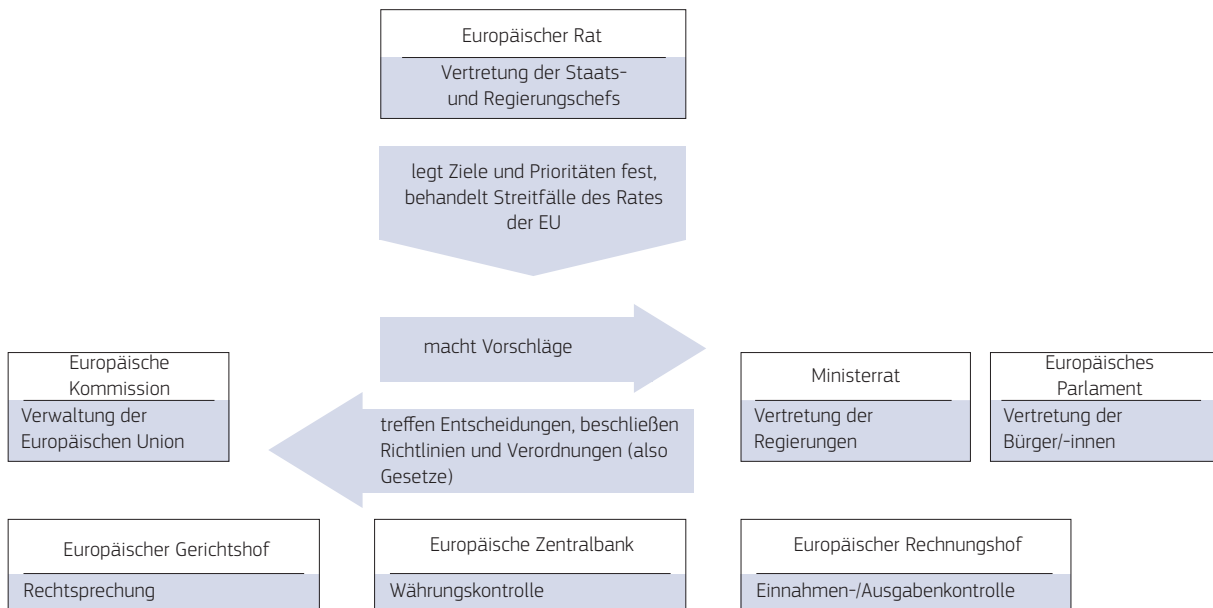 Europäischer Rat
Vertretung der Staats-
und Regierungschefs
legt Ziele und Prioritäten fest,
behandelt Streitfälle des Rates
der EU
macht Vorschläge
Europäische
Kommission
Verwaltung der
Europäischen Union
Ministerrat
Vertretung der
Regierungen
Europäisches
Parlament
Vertretung der
Bürger/-innen
treffen Entscheidungen, beschließen
Richtlinien und Verordnungen (also
Gesetze)
Europäischer Gerichtshof
Rechtsprechung
Europäische Zentralbank
Währungskontrolle
Europäischer Rechnungshof
Einnahmen-/Ausgabenkontrolle